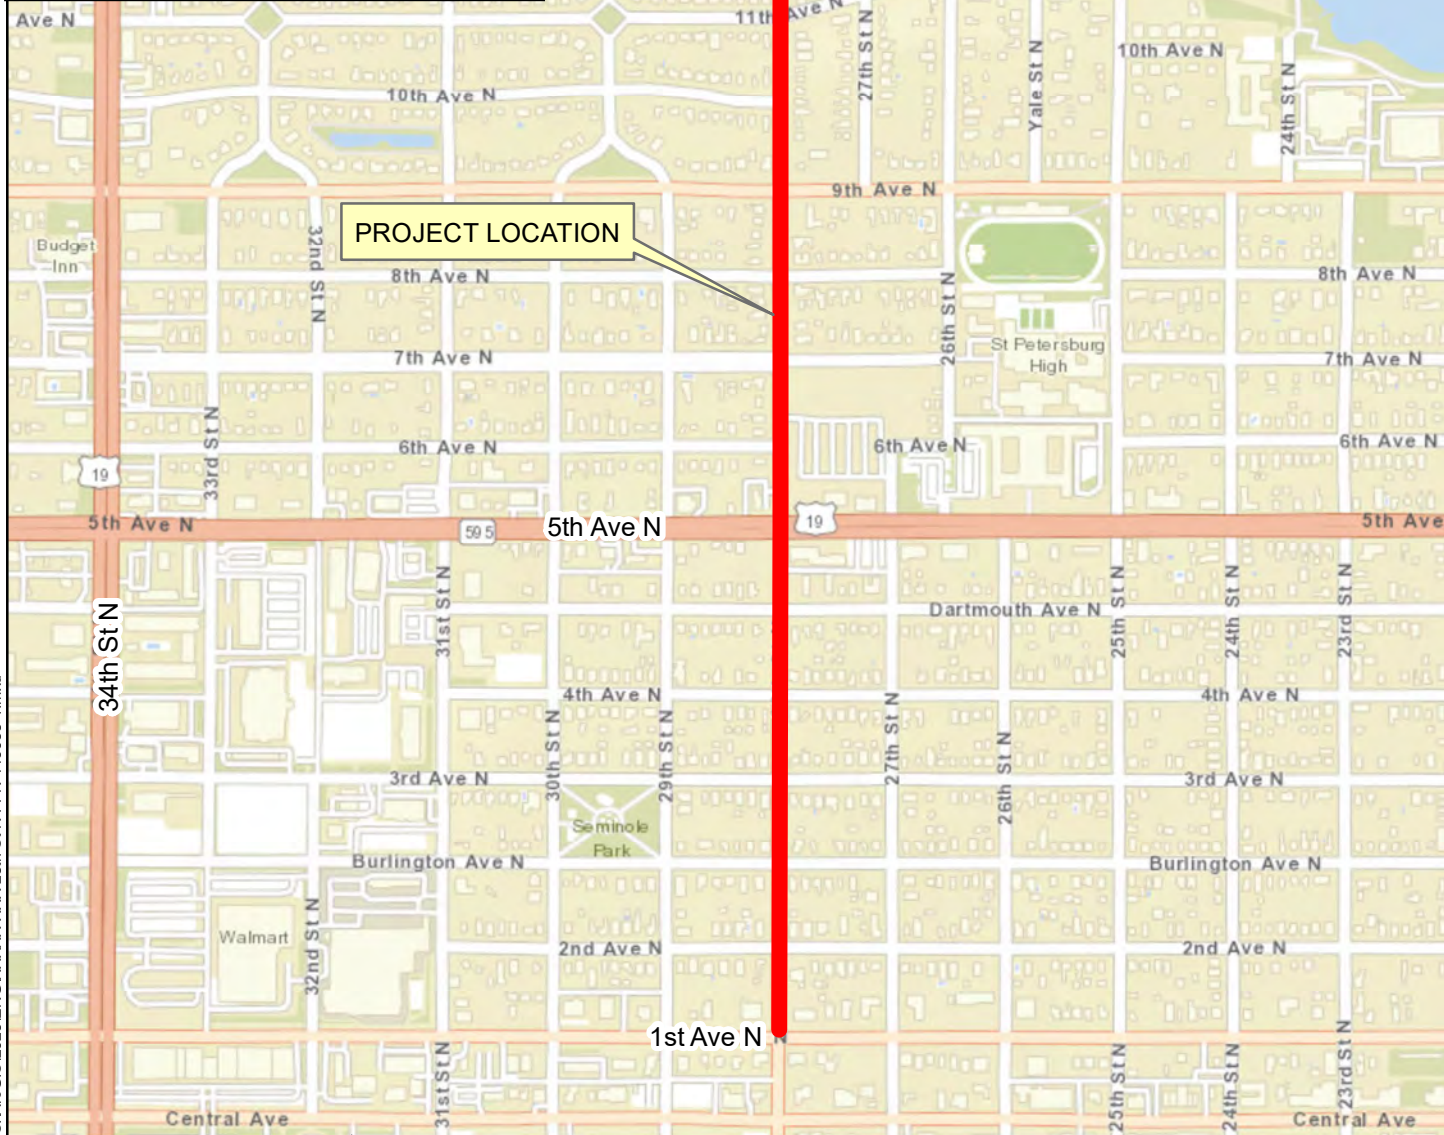 Ave N
11th Ave N
27th St N
Yale St N
10th Ave N
24th St N
10th Ave N
9th Ave N
PROJECT LOCATION
32nd St N
Budget
Inn
8th Ave N
26th St N
8th Ave N
St Petersburg
High
7th Ave N
7th Ave N
33rd St N
6th Ave N
6th Ave N
6th Ave N
19
5th Ave N
59 5
5th Ave N
19
5th Ave
34th St N
31st St N
Dartmouth Ave N
25th St N
24th St N
23rd St N
4th Ave N
4th Ave N
30th St N
29th St N
27th St N
26th St N
3rd Ave N
3rd Ave N
Seminole
Park
Burlington Ave N
Burlington Ave N
Walmart
32nd St N
2nd Ave N
2nd Ave N
1st Ave N
N
31st St N
25th St N
24th St N
23rd St N
Central Ave
Central Ave